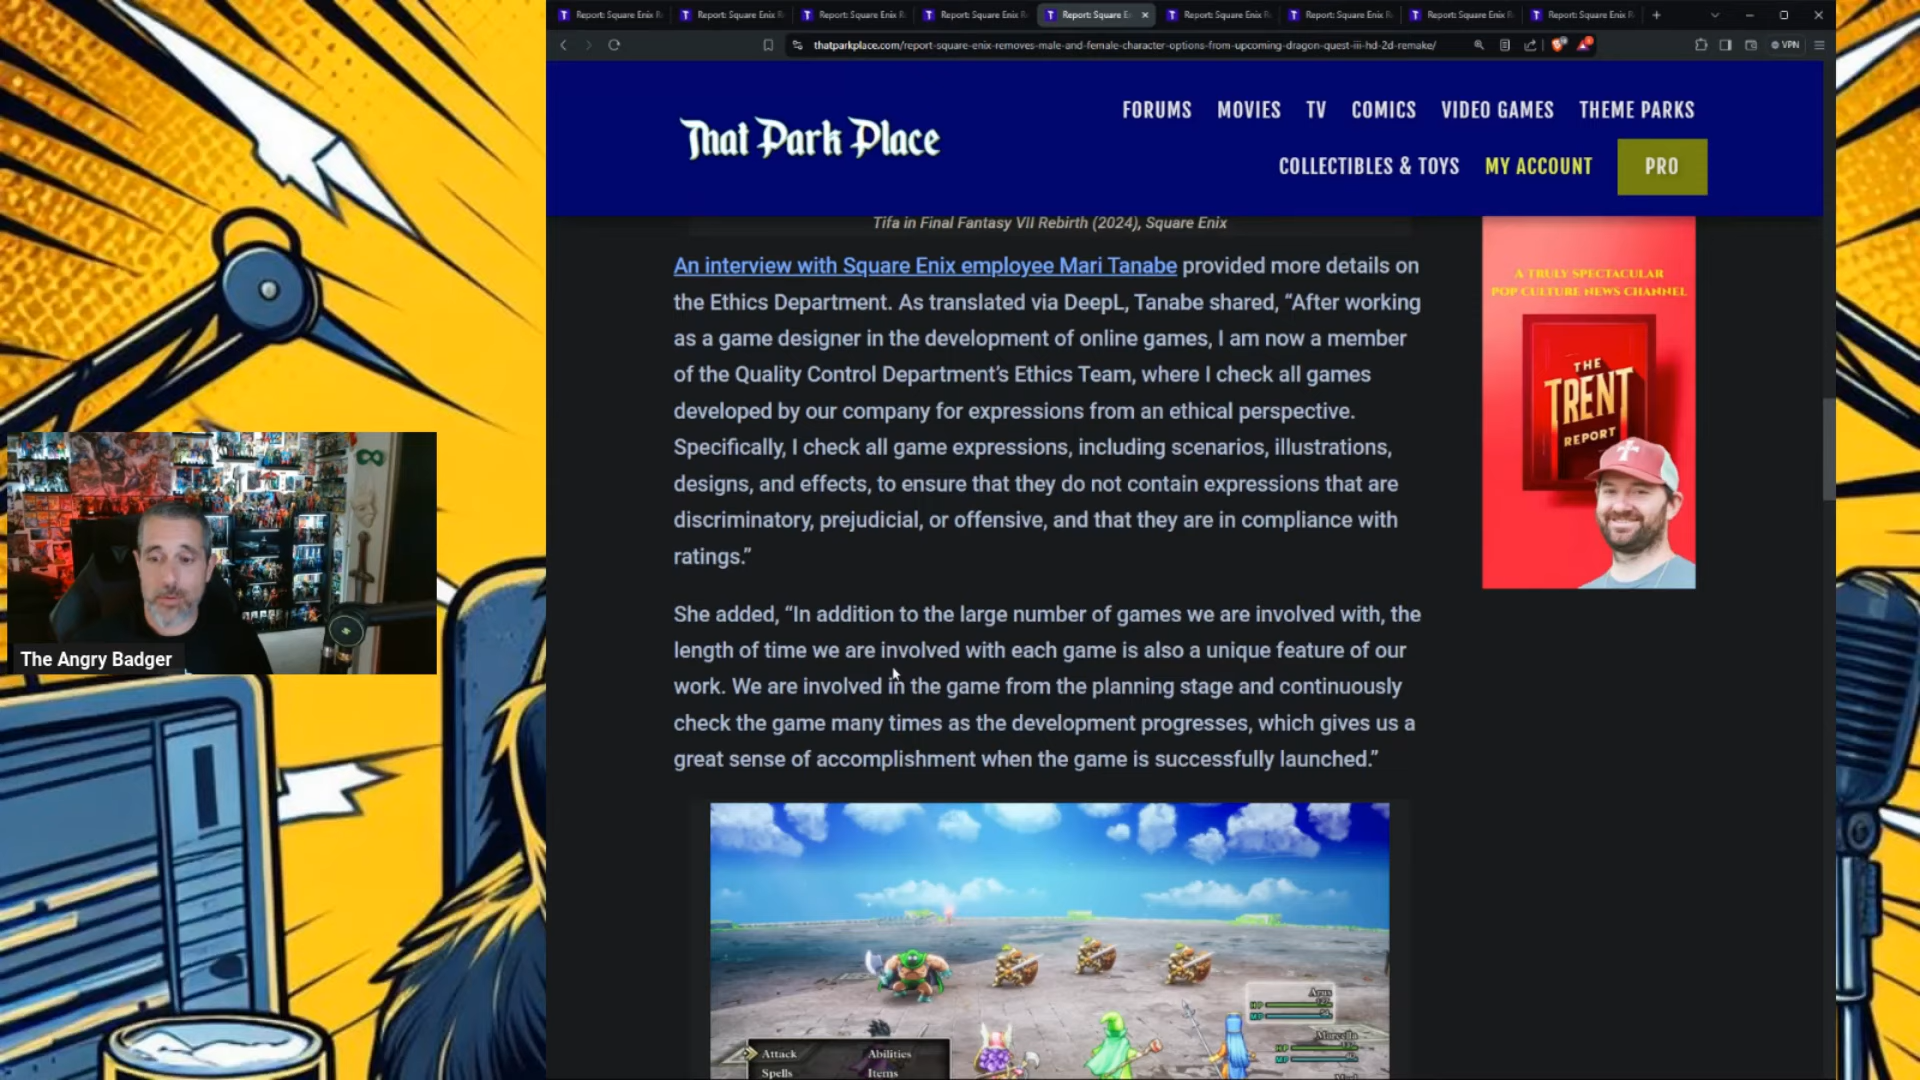 Report: Square Enix R
Report: Square Enix R
Report: Square Enix R
Report: Square Enix R
Report: Square E
Report: Square Enix R
Report: Square Enix R
Report: Square Enix R
Report: Square Enix R
thatparkplace.com/report-square-enix-removes-male-and-female-character-options-from-upcoming-dragon-quest-iii-hd-2d-remake/
VPN
That Park Place
FORUMS MOVIES TV COMICS VIDEO GAMES THEME PARKS
COLLECTIBLES & TOYS MY ACCOUNT PRO
Tifa in Final Fantasy VII Rebirth (2024), Square Enix
An interview with Square Enix employee Mari Tanabe provided more details on
the Ethics Department. As translated via DeepL, Tanabe shared, “After working
as a game designer in the development of online games, I am now a member
of the Quality Control Department’s Ethics Team, where I check all games
developed by our company for expressions from an ethical perspective.
Specifically, I check all game expressions, including scenarios, illustrations,
designs, and effects, to ensure that they do not contain expressions that are
discriminatory, prejudicial, or offensive, and that they are in compliance with
ratings.”
She added, “In addition to the large number of games we are involved with, the
length of time we are involved with each game is also a unique feature of our
work. We are involved in the game from the planning stage and continuously
check the game many times as the development progresses, which gives us a
great sense of accomplishment when the game is successfully launched.”
A TRULY SPECTACULAR
POP CULTURE NEWS CHANNEL
THE
TRENT
REPORT
The Angry Badger
Arus
HP
MP
Marcella
HP
MP
Attack Abilities
Spells Items